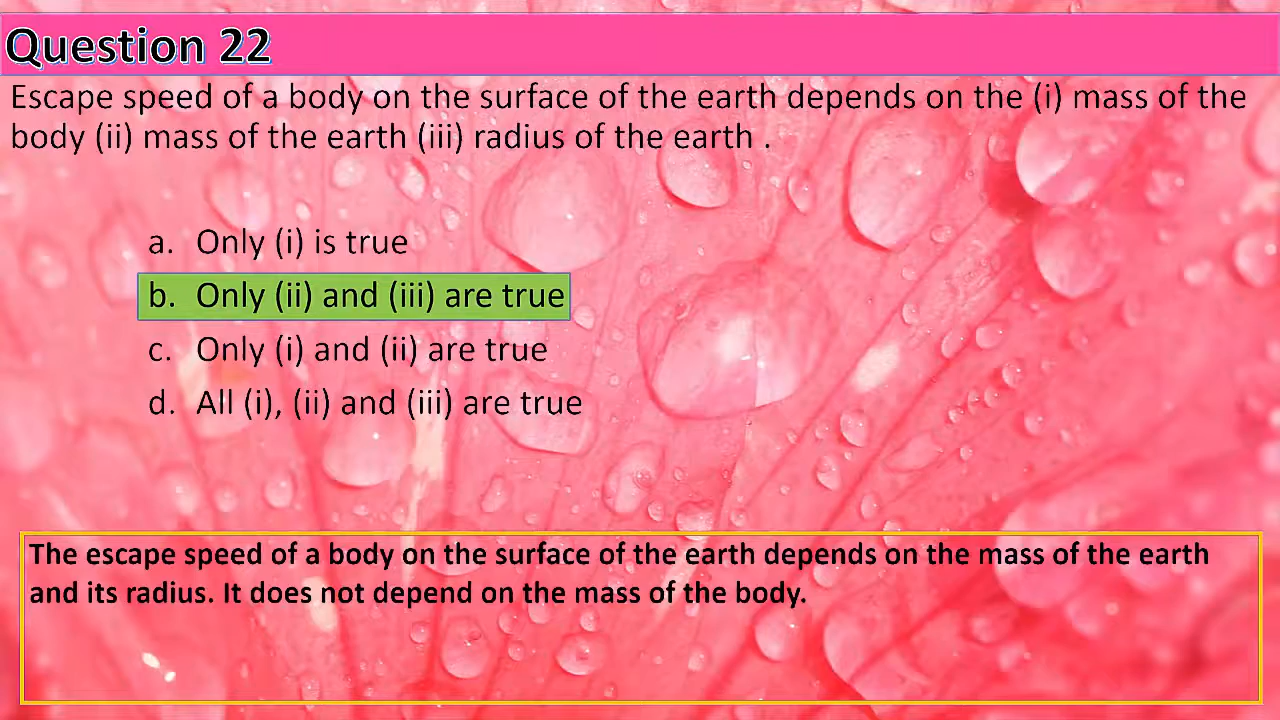 Question 22
Escape speed of a body on the surface of the earth depends on the (i) mass of the
body (ii) mass of the earth (iii) radius of the earth .
a. Only (i) is true
b. Only (ii) and (iii) are true
c. Only (i) and (ii) are true
d. All (i), (ii) and (iii) are true
The escape speed of a body on the surface of the earth depends on the mass of the earth
and its radius. It does not depend on the mass of the body.